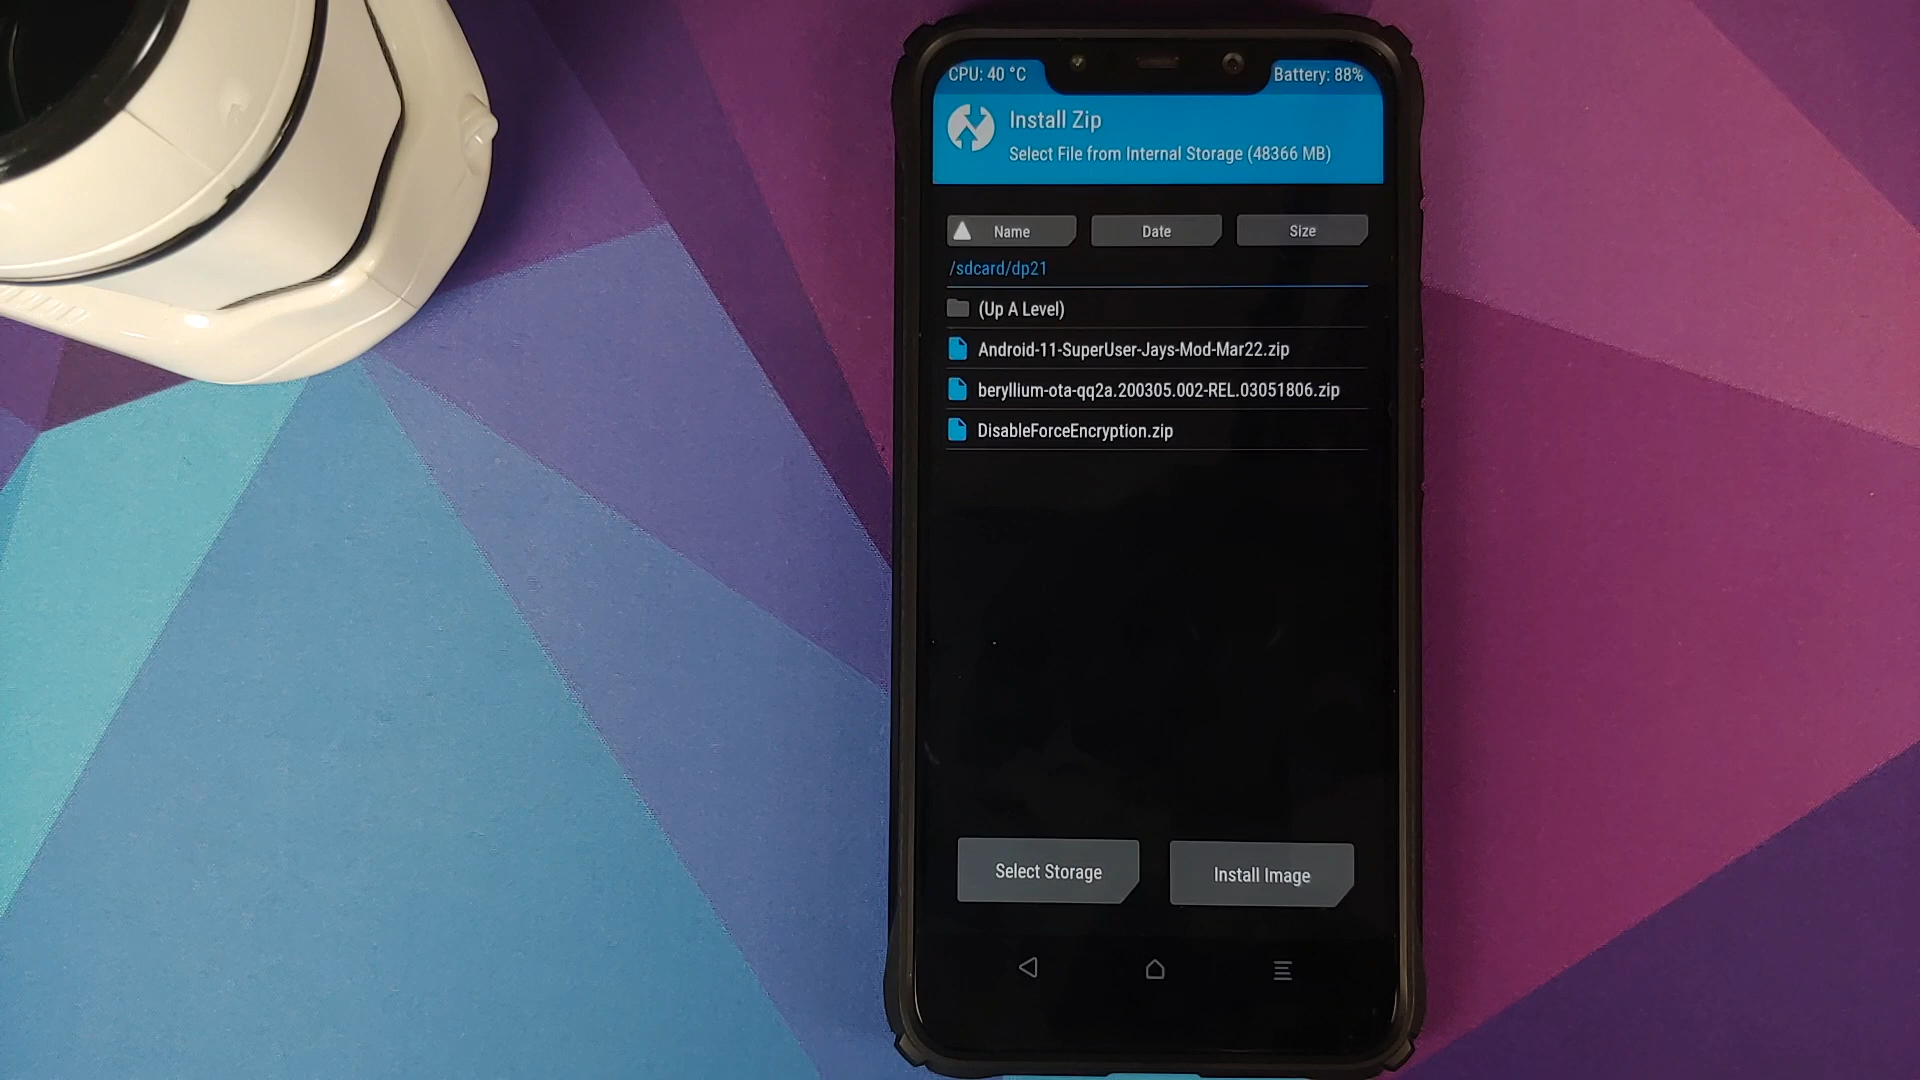 CPU: 40 °C
Battery: 88%
Install Zip
Select File from Internal Storage (48366 MB)
Name
Date
Size
/sdcard/dp21
(Up A Level)
Android-11-SuperUser-Jays-Mod-Mar22.zip
beryllium-ota-qq2a.200305.002-REL.03051806.zip
DisableForceEncryption.zip
Select Storage
Install Image